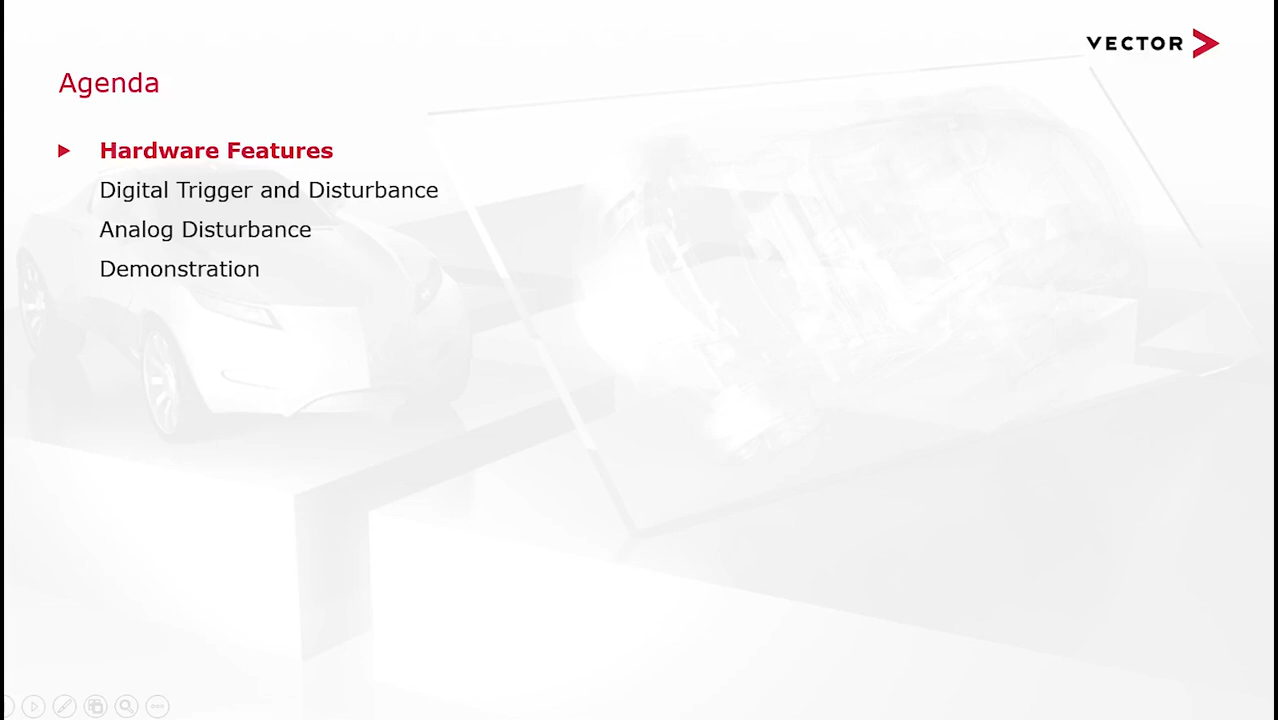 VECTOR
Agenda
Hardware Features
Digital Trigger and Disturbance
Analog Disturbance
Demonstration